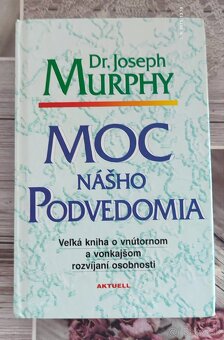 Dr. Joseph
MURPHY
MOC
NÁŠHO
PODVEDOMIA
Veľká kniha o vnútornom
a vonkajšom
rozvíjaní osobnosti
AKTUELL